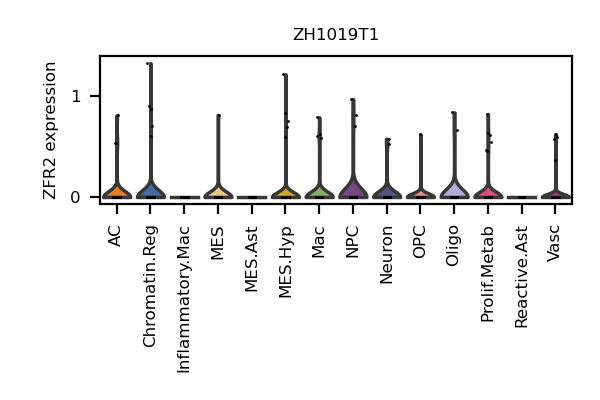 ZH1019T1
ZFR2 expression
1
0
AC
Chromatin.Reg
Inflammatory.Mac
MES
MES.Ast
MES.Hyp
Mac
NPC
Neuron
OPC
Oligo
Prolif.Metab
Reactive.Ast
Vasc